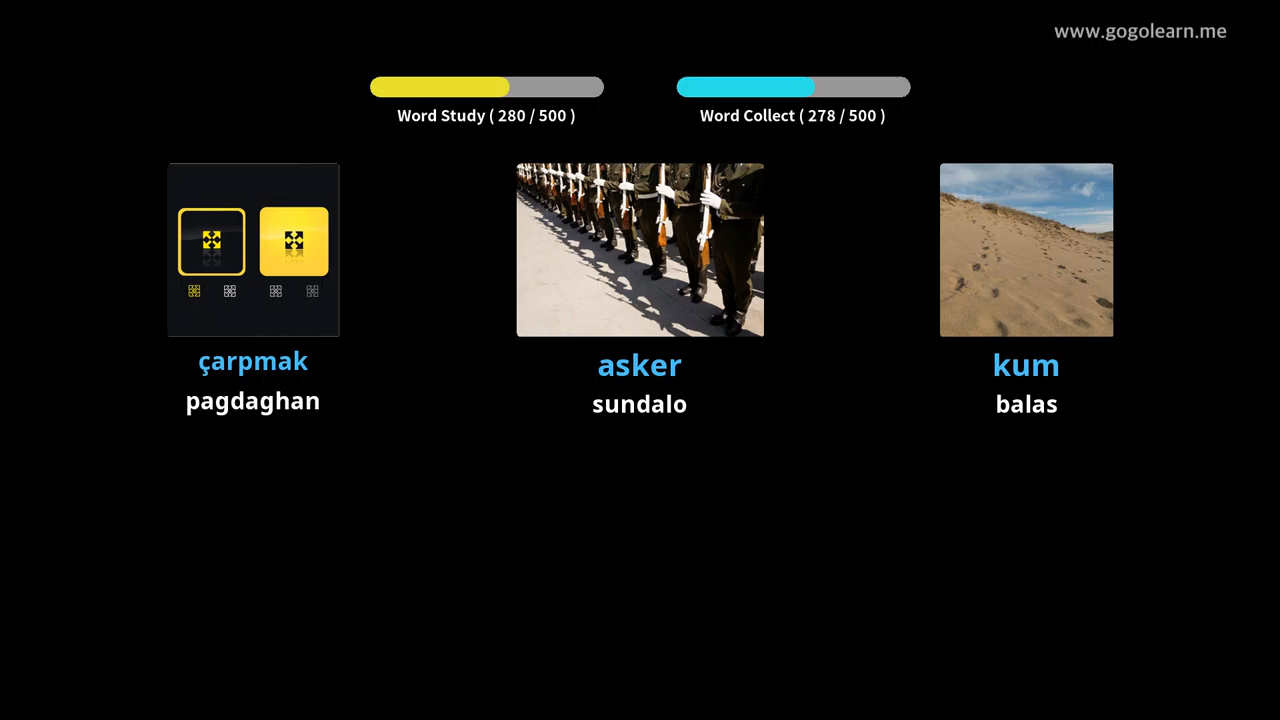 www.gogolearn.me
Word Study ( 280 / 500 )
Word Collect ( 278 / 500 )
çarpmak
pagdaghan
asker
sundalo
kum
balas